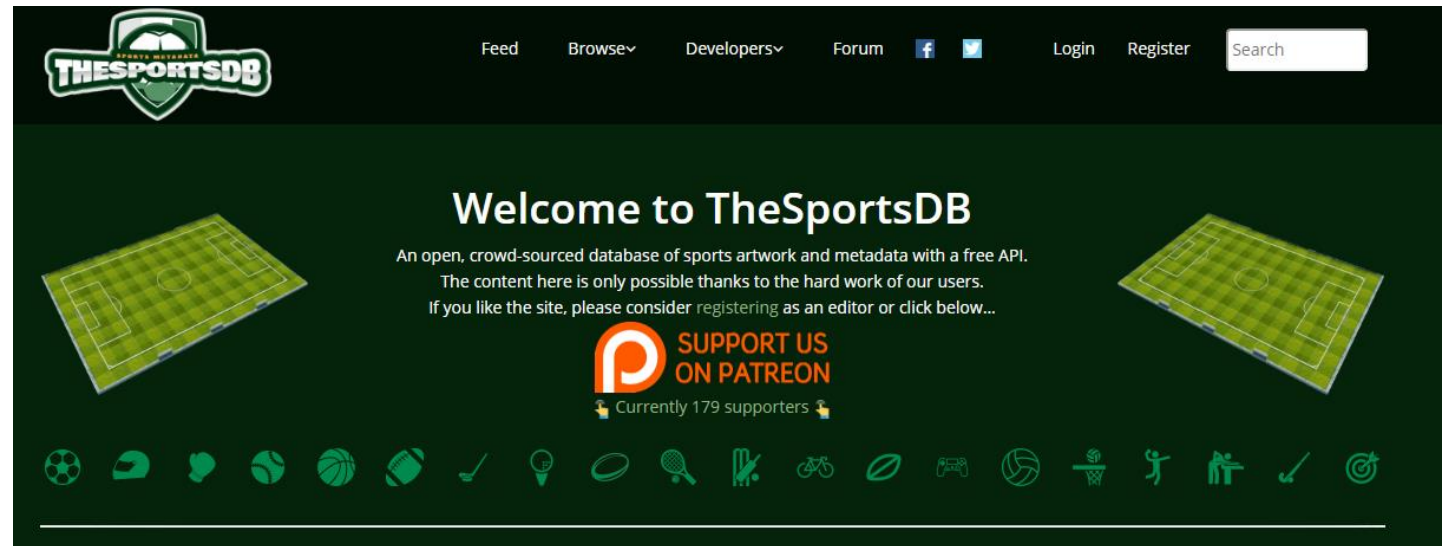 SPORTS METADATA
THESPORTSDB
Feed
Browse
Developers
Forum
Login
Register
Search
Welcome to TheSportsDB
An open, crowd-sourced database of sports artwork and metadata with a free API.
The content here is only possible thanks to the hard work of our users.
If you like the site, please consider registering as an editor or click below...
SUPPORT US
ON PATREON
Currently 179 supporters